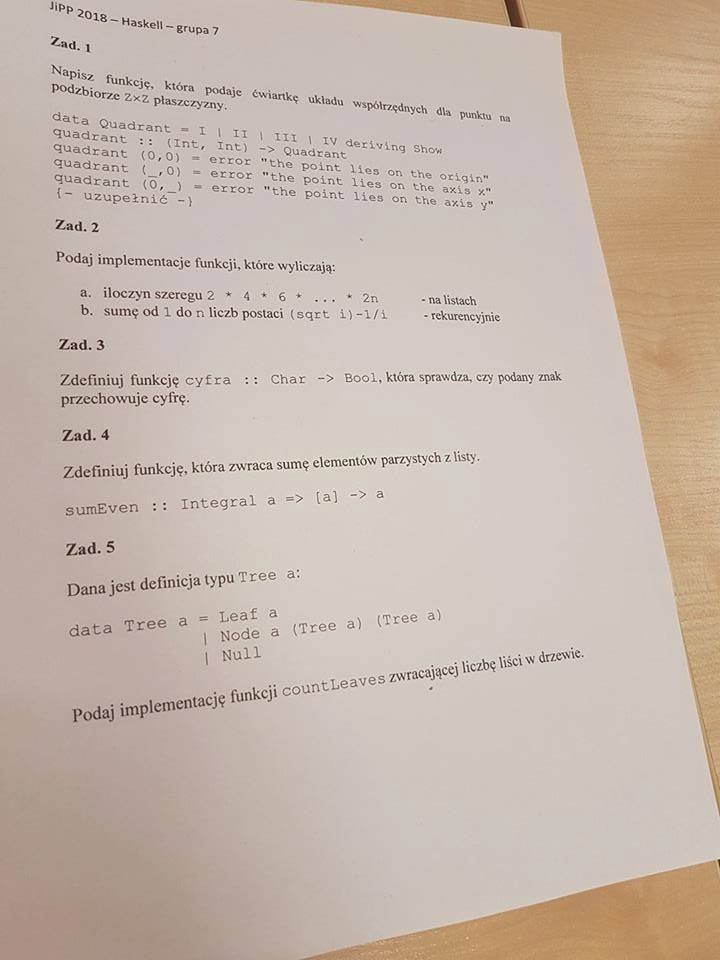 JiPP 2018 – Haskell – grupa 7
Zad. 1
Napisz funkcję, która podaje ćwiartkę układu współrzędnych dla punktu na
podzbiorze Z×Z płaszczyzny.
data Quadrant = I | II | III | IV deriving Show
quadrant :: (Int, Int) -> Quadrant
quadrant (0,0) = error "the point lies on the origin"
quadrant (_,0) = error "the point lies on the axis x"
quadrant (0,_) = error "the point lies on the axis y"
{- uzupełnić -}
Zad. 2
Podaj implementacje funkcji, które wyliczają:
a. iloczyn szeregu 2 * 4 * 6 * ... * 2n - na listach
b. sumę od 1 do n liczb postaci (sqrt i)-1/i - rekurencyjnie
Zad. 3
Zdefiniuj funkcję cyfra :: Char -> Bool, która sprawdza, czy podany znak
przechowuje cyfrę.
Zad. 4
Zdefiniuj funkcję, która zwraca sumę elementów parzystych z listy.
sumEven :: Integral a => [a] -> a
Zad. 5
Dana jest definicja typu Tree a:
data Tree a = Leaf a
| Node a (Tree a) (Tree a)
| Null
Podaj implementację funkcji countLeaves zwracającej liczbę liści w drzewie.